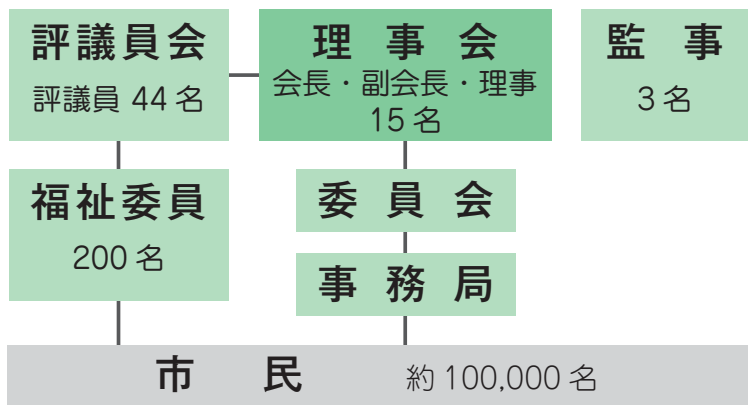 評議員会
評議員 44 名
理事会
会長・副会長・理事
15 名
監事
3 名
福祉委員
200 名
委員会
事務局
市民 約 100,000 名